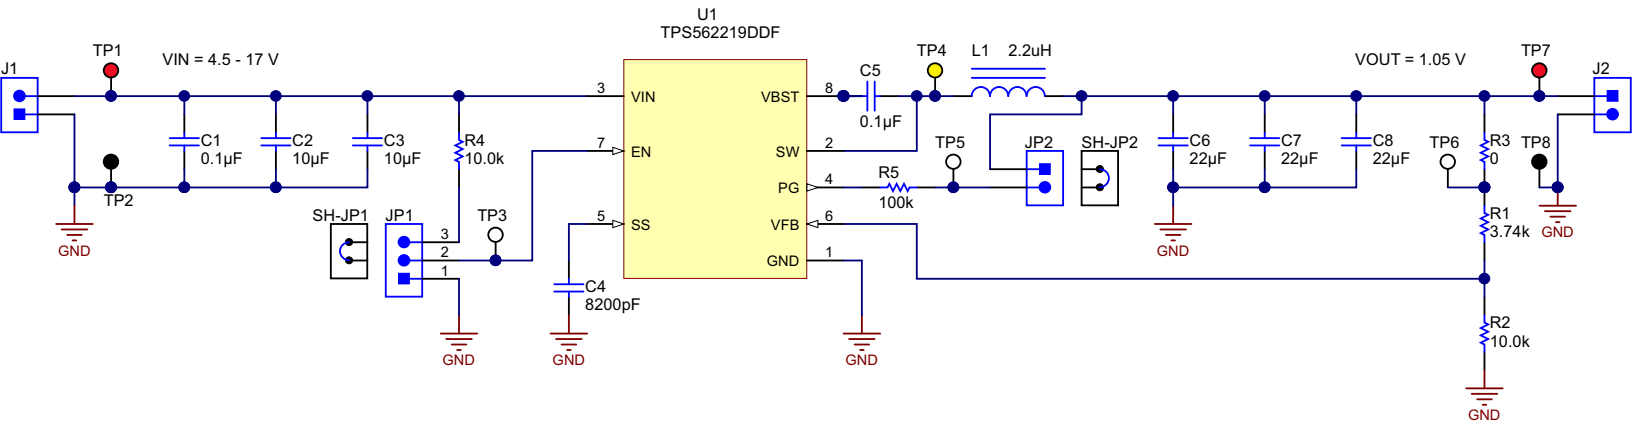 U1
TPS562219DDF
TP1
VIN = 4.5 - 17 V
TP4
L1
2.2uH
VOUT = 1.05 V
TP7
J1
C5
J2
3
VIN
VBST
8
0.1µF
C1
0.1µF
C2
10µF
C3
10µF
R4
10.0k
7
EN
SW
2
TP5
JP2
SH-JP2
C6
22µF
C7
22µF
C8
22µF
TP6
R3
0
TP8
TP2
PG
4
R5
100k
SH-JP1
JP1
TP3
5
SS
VFB
6
R1
3.74k
GND
GND
GND
3
2
1
GND
1
C4
8200pF
R2
10.0k
GND
GND
GND
GND